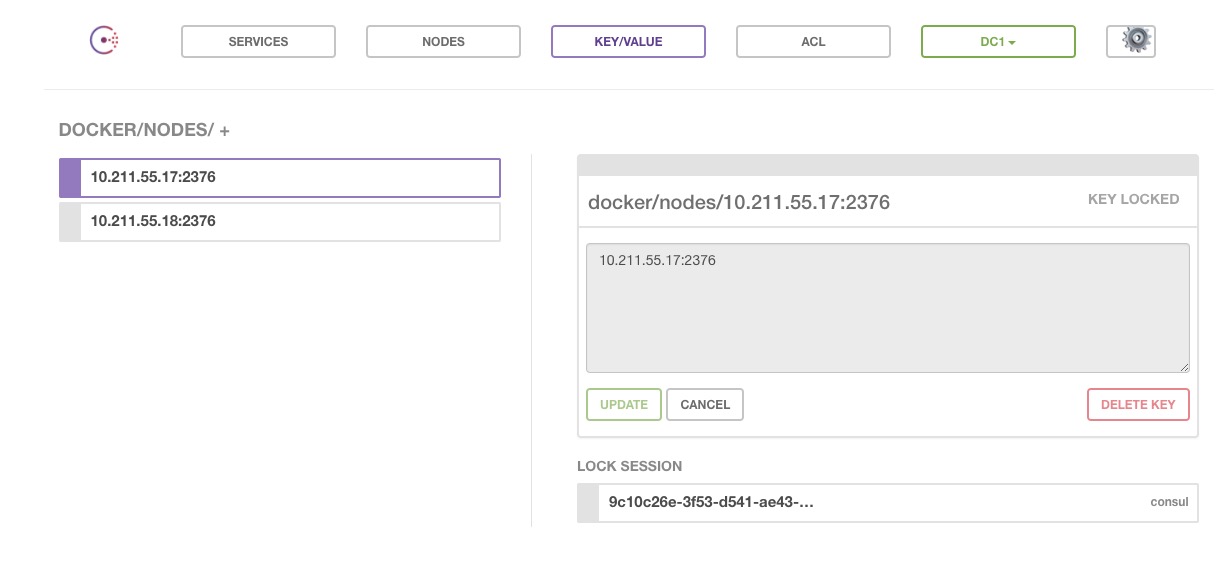 SERVICES NODES KEY/VALUE ACL DC1
DOCKER/NODES/ +
10.211.55.17:2376
10.211.55.18:2376
docker/nodes/10.211.55.17:2376 KEY LOCKED
10.211.55.17:2376
UPDATE CANCEL DELETE KEY
LOCK SESSION
9c10c26e-3f53-d541-ae43-... consul